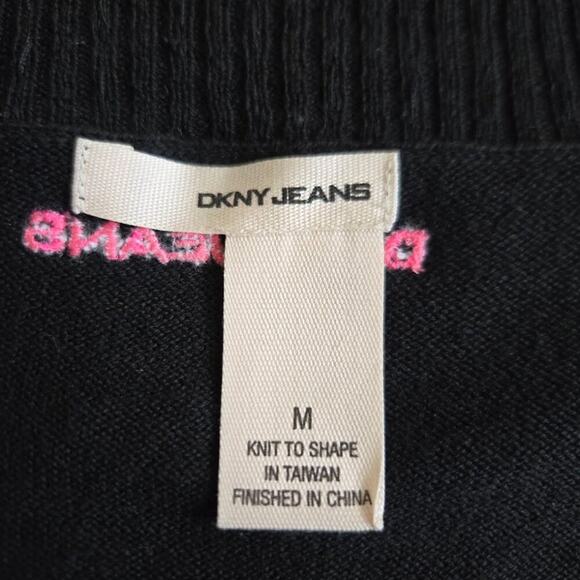 DKNY JEANS
M
KNIT TO SHAPE
IN TAIWAN
FINISHED IN CHINA